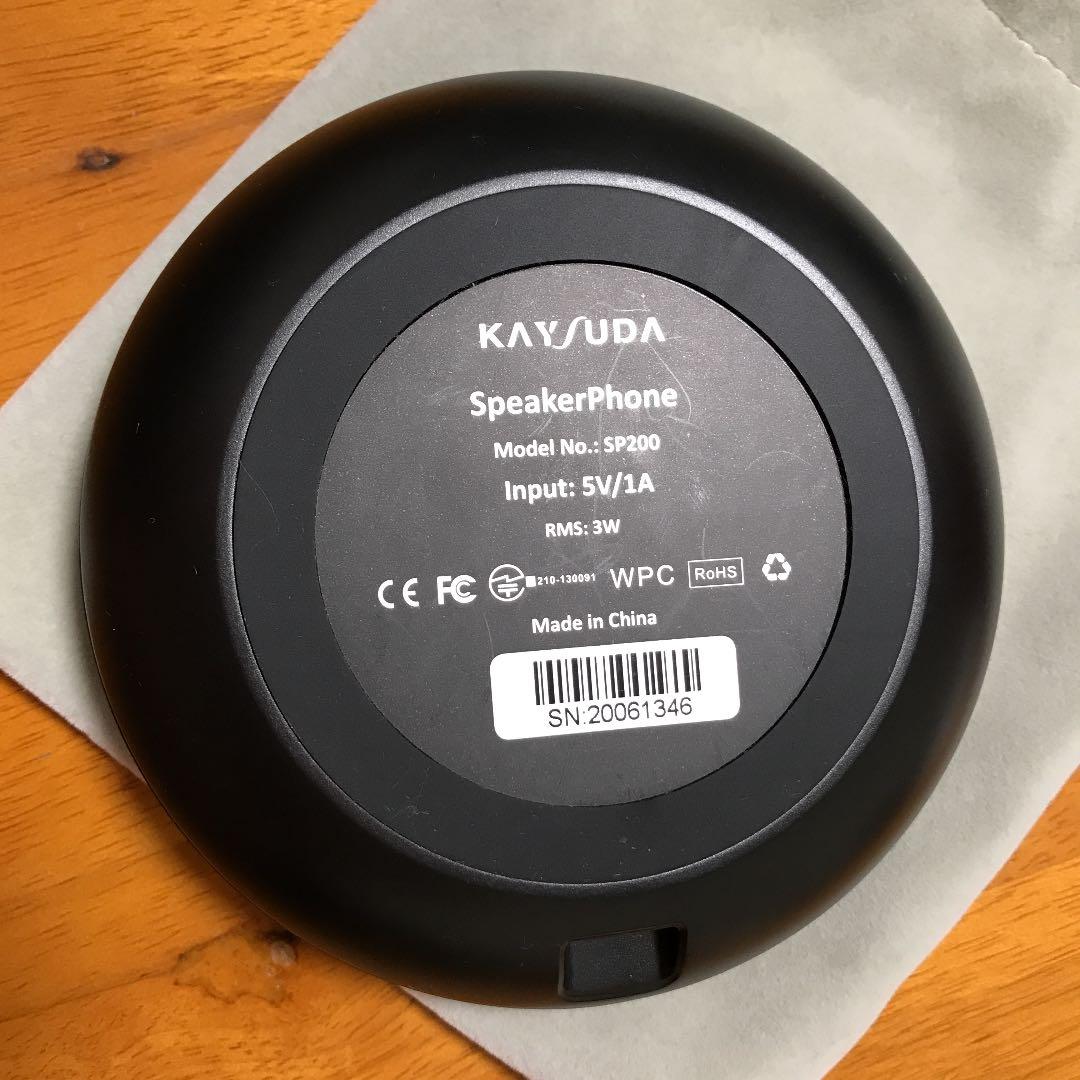 KAYSUDA
SpeakerPhone
Model No.: SP200
Input: 5V/1A
RMS: 3W
CE FC 210-130091 WPC RoHS
Made in China
SN:20061346